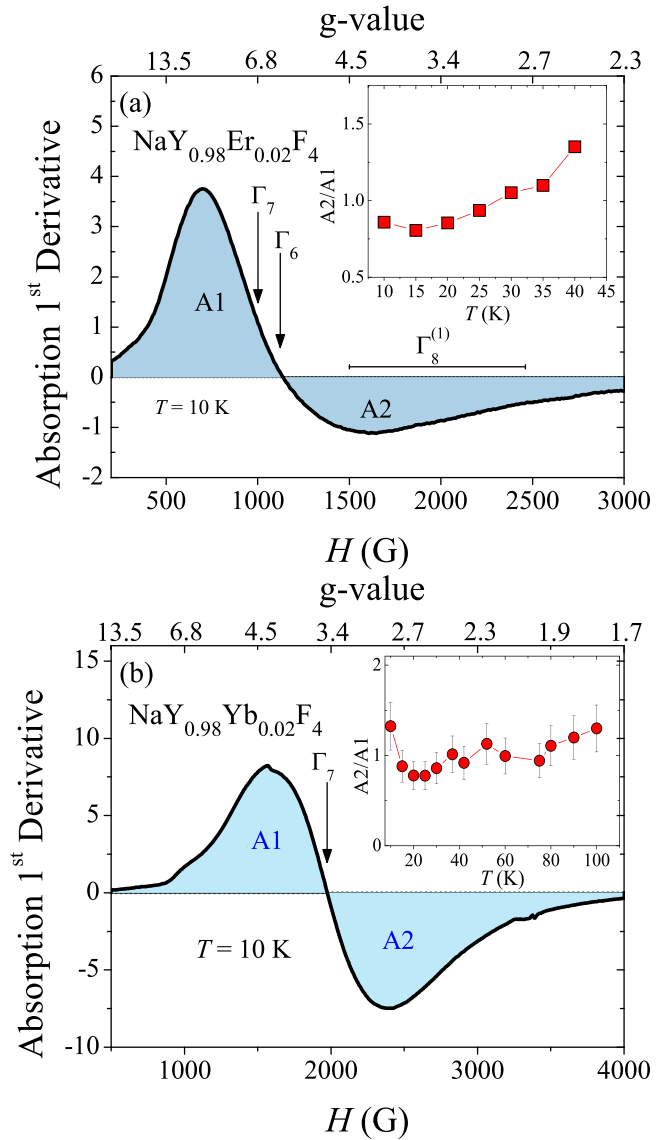 g-value
13.5 6.8 4.5 3.4 2.7 2.3
(a)
NaY0.98Er0.02F4
Γ7
Γ6
A1
A2
Γ8(1)
T = 10 K
6
5
4
3
2
1
0
-1
-2
Absorption 1st Derivative
500 1000 1500 2000 2500 3000
H (G)
A2/A1
1.5
1.0
0.5
10 15 20 25 30 35 40 45
T (K)
g-value
13.5 6.8 4.5 3.4 2.7 2.3 1.9 1.7
(b)
NaY0.98Yb0.02F4
Γ7
A1
A2
T = 10 K
15
10
5
0
-5
-10
Absorption 1st Derivative
1000 2000 3000 4000
H (G)
A2/A1
2
1
0
20 40 60 80 100
T (K)